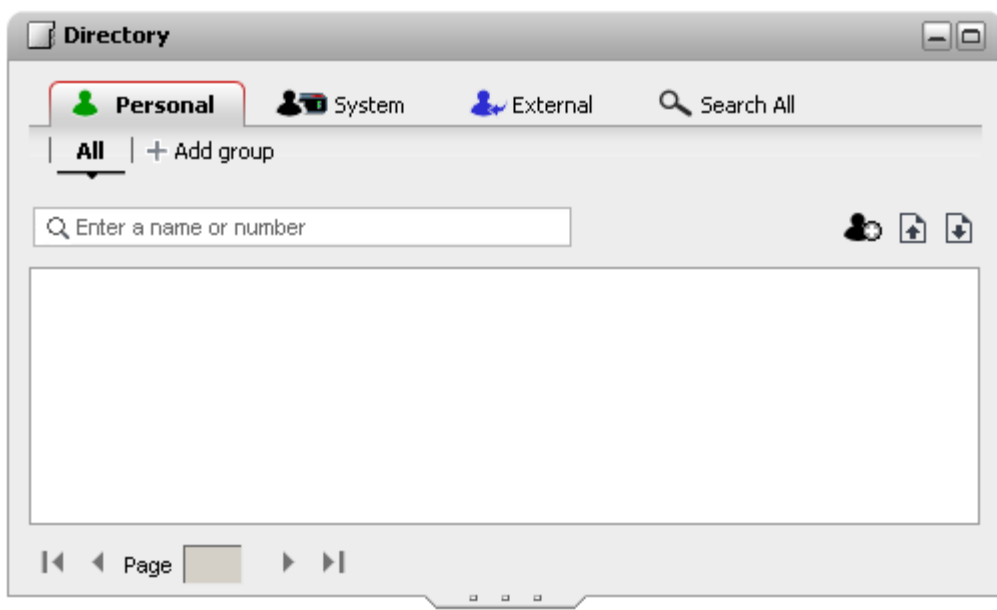 Directory
Personal System External Search All
All Add group
Enter a name or number
Page